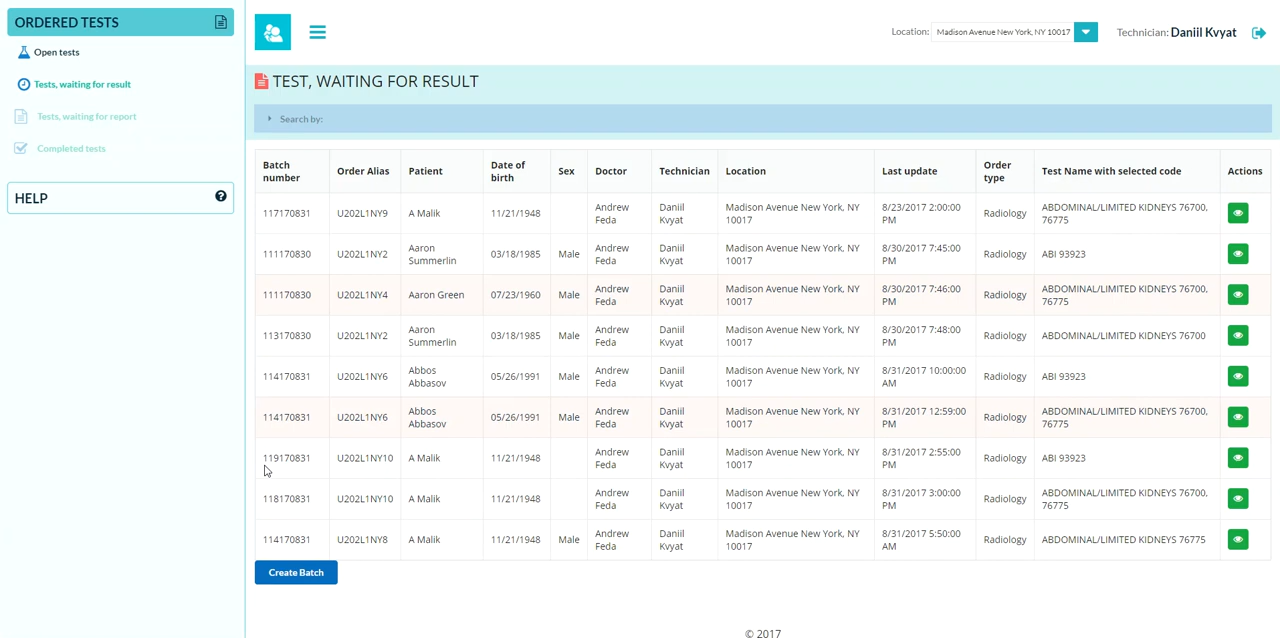 ORDERED TESTS
Open tests
Tests, waiting for result
Tests, waiting for report
Completed tests
HELP
Location: Madison Avenue New York, NY 10017
Technician: Daniil Kvyat
TEST, WAITING FOR RESULT
Search by:
Batch number Order Alias Patient Date of birth Sex Doctor Technician Location Last update Order type Test Name with selected code Actions
117170831 U202L1NY9 A Malik 11/21/1948 Andrew Feda Daniil Kvyat Madison Avenue New York, NY 10017 8/23/2017 2:00:00 PM Radiology ABDOMINAL/LIMITED KIDNEYS 76700, 76775
111170830 U202L1NY2 Aaron Summerlin 03/18/1985 Male Andrew Feda Daniil Kvyat Madison Avenue New York, NY 10017 8/30/2017 7:45:00 PM Radiology ABI 93923
111170830 U202L1NY4 Aaron Green 07/23/1960 Male Andrew Feda Daniil Kvyat Madison Avenue New York, NY 10017 8/30/2017 7:46:00 PM Radiology ABDOMINAL/LIMITED KIDNEYS 76700, 76775
113170830 U202L1NY2 Aaron Summerlin 03/18/1985 Male Andrew Feda Daniil Kvyat Madison Avenue New York, NY 10017 8/30/2017 7:48:00 PM Radiology ABDOMINAL/LIMITED KIDNEYS 76700
114170831 U202L1NY6 Abbos Abbasov 05/26/1991 Male Andrew Feda Daniil Kvyat Madison Avenue New York, NY 10017 8/31/2017 10:00:00 AM Radiology ABI 93923
114170831 U202L1NY6 Abbos Abbasov 05/26/1991 Male Andrew Feda Daniil Kvyat Madison Avenue New York, NY 10017 8/31/2017 12:59:00 PM Radiology ABDOMINAL/LIMITED KIDNEYS 76700, 76775
119170831 U202L1NY10 A Malik 11/21/1948 Andrew Feda Daniil Kvyat Madison Avenue New York, NY 10017 8/31/2017 2:55:00 PM Radiology ABI 93923
118170831 U202L1NY10 A Malik 11/21/1948 Andrew Feda Daniil Kvyat Madison Avenue New York, NY 10017 8/31/2017 3:00:00 PM Radiology ABDOMINAL/LIMITED KIDNEYS 76700, 76775
114170831 U202L1NY8 A Malik 11/21/1948 Male Andrew Feda Daniil Kvyat Madison Avenue New York, NY 10017 8/31/2017 5:50:00 AM Radiology ABDOMINAL/LIMITED KIDNEYS 76775
Create Batch
© 2017